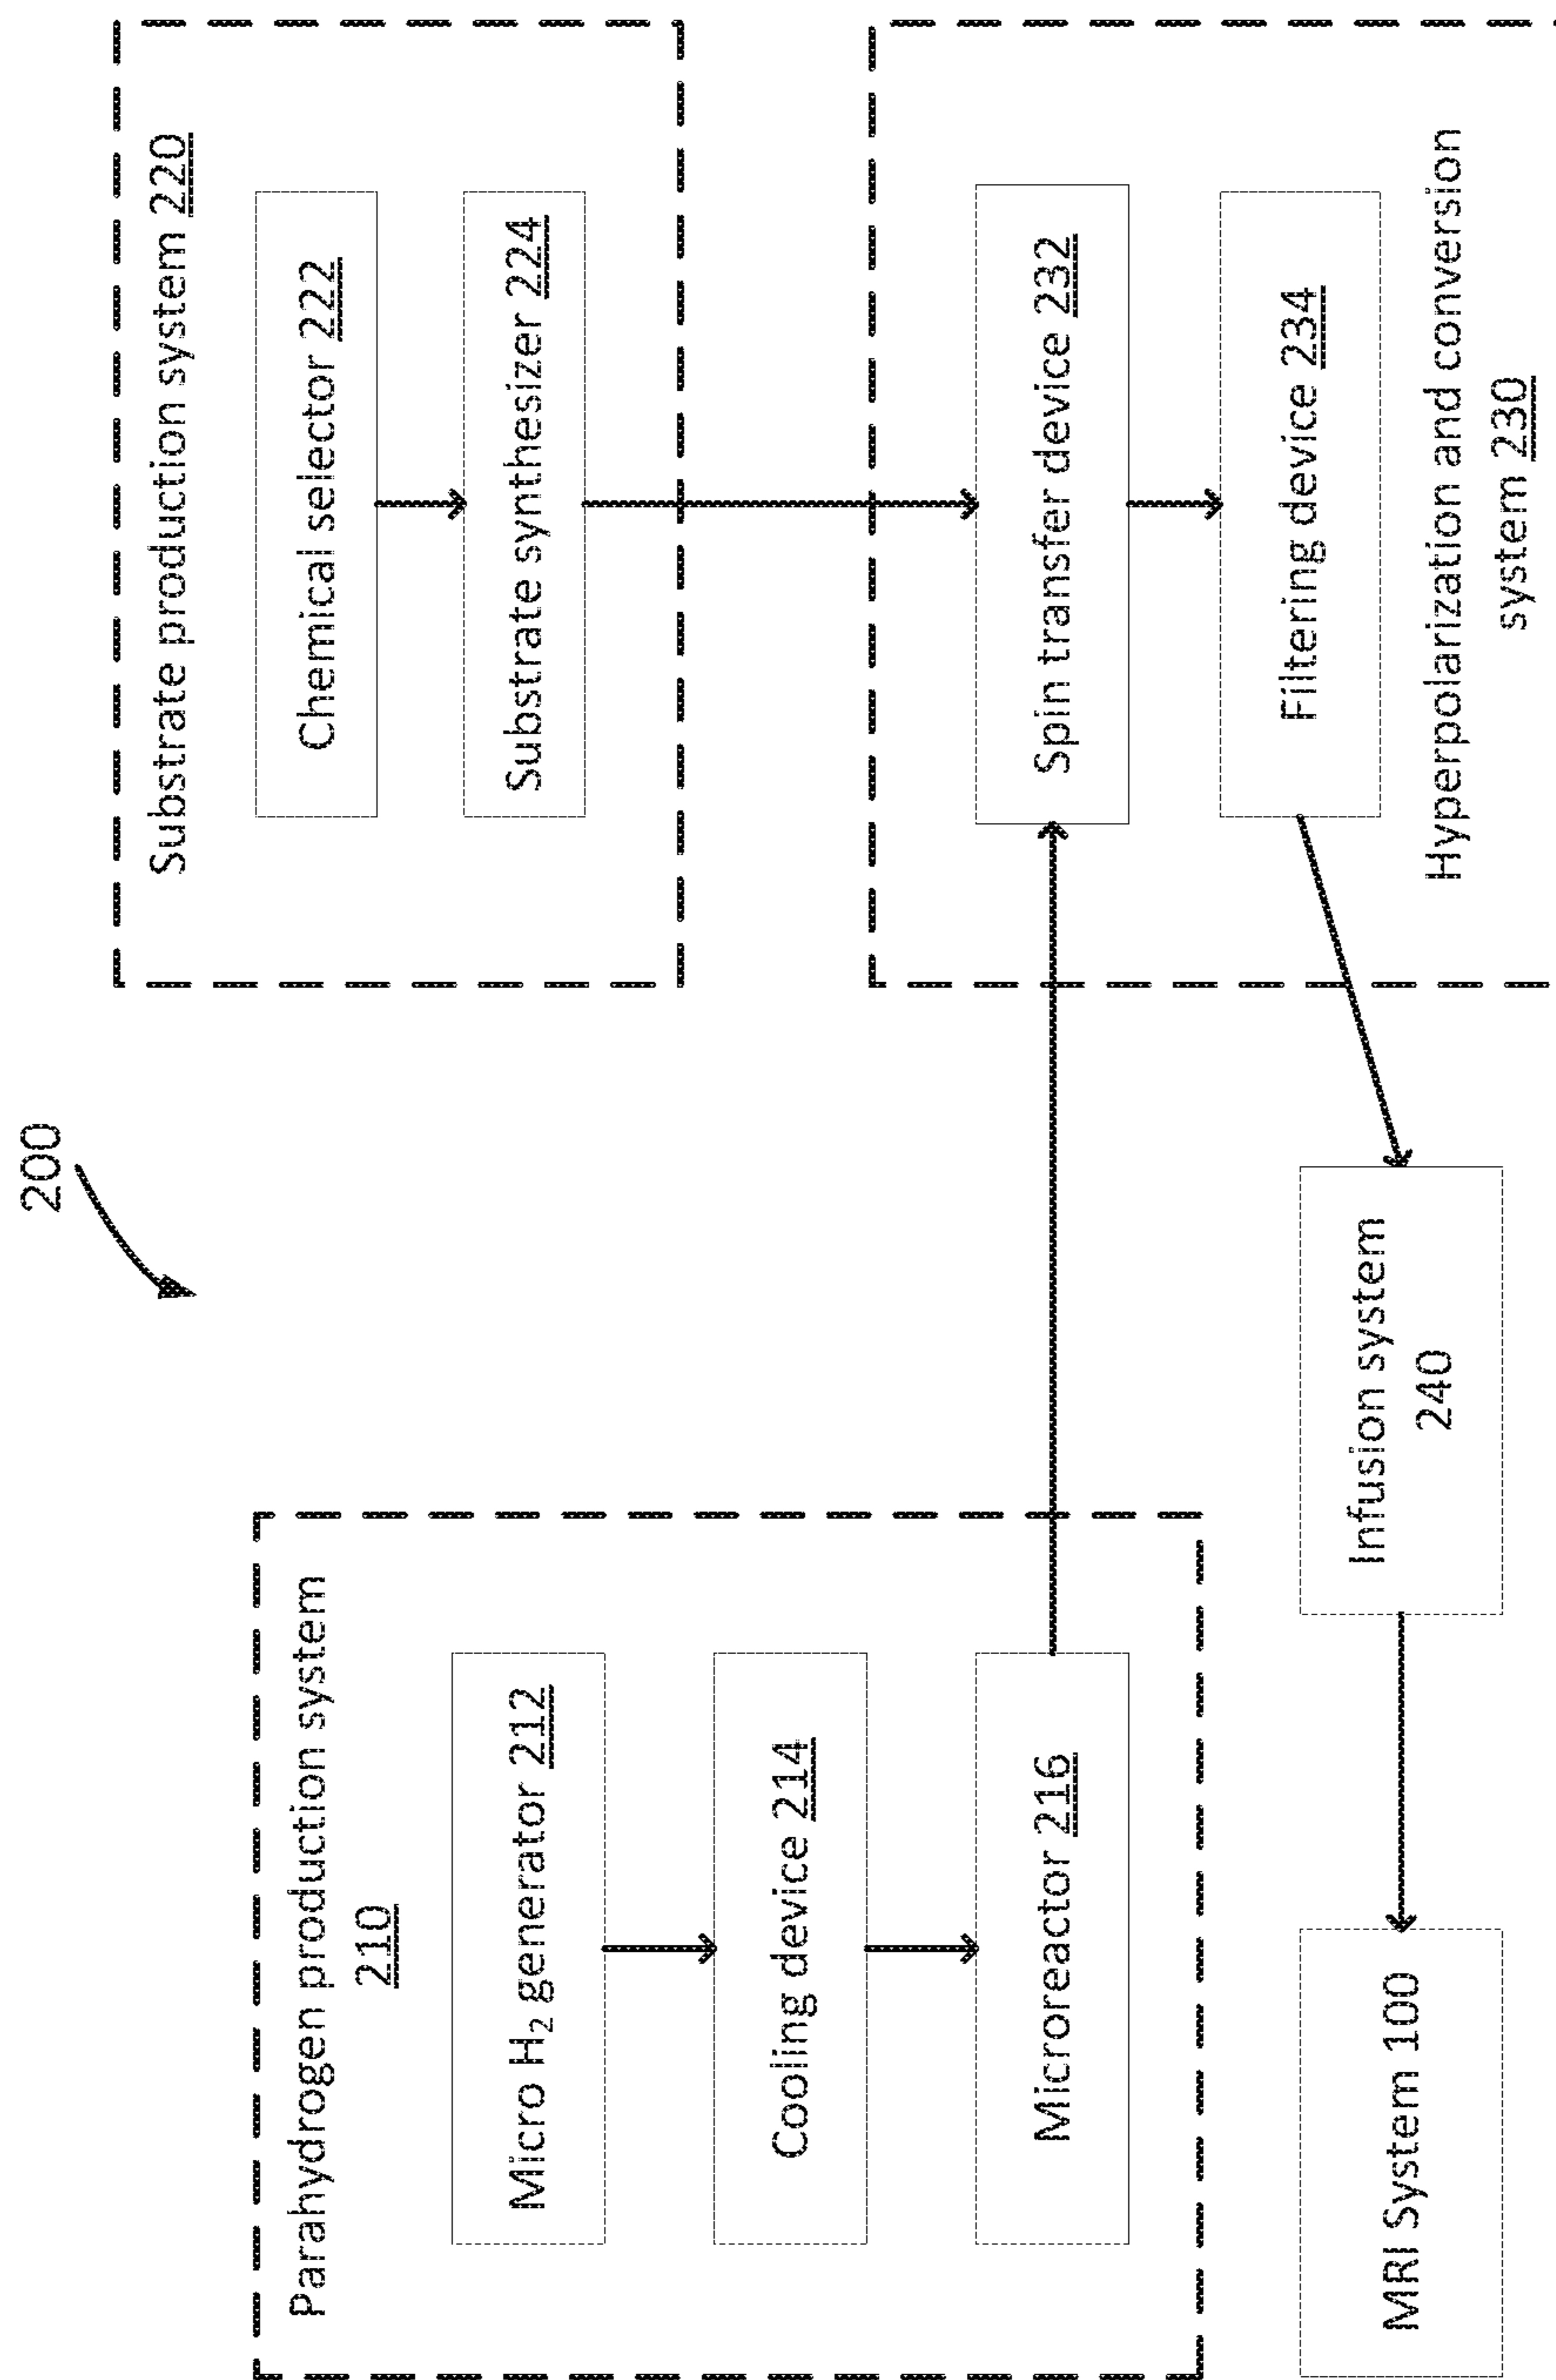 200
Parahydrogen production system
210
Micro H₂ generator 212
Cooling device 214
Microreactor 216
Substrate production system 220
Chemical selector 222
Substrate synthesizer 224
Spin transfer device 232
Filtering device 234
Hyperpolarization and conversion
system 230
Infusion system
240
MRI System 100